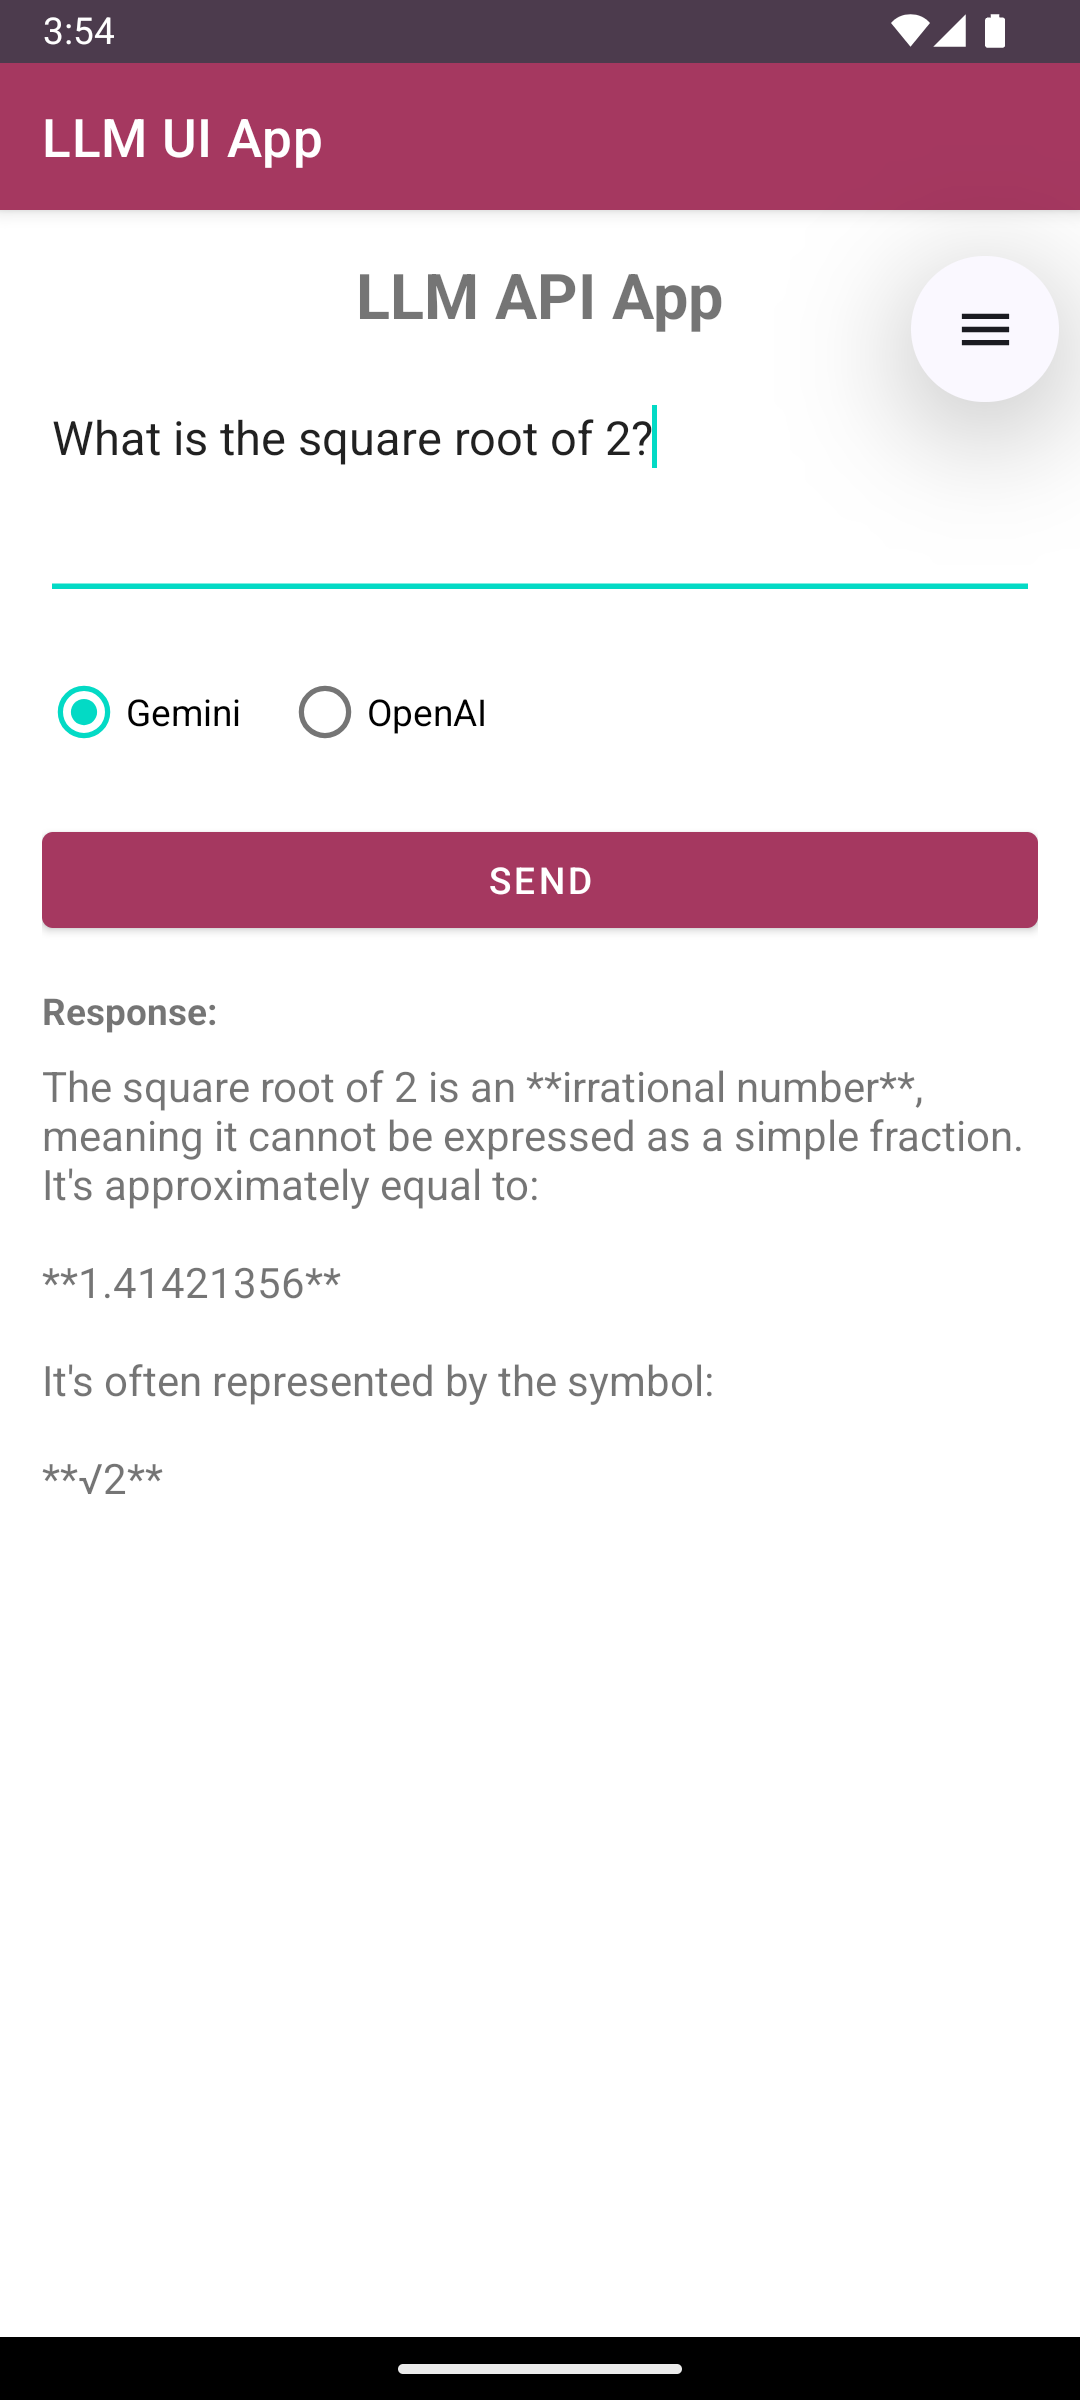 3:54
LLM UI App
LLM API App
What is the square root of 2?
Gemini OpenAI
SEND
Response:
The square root of 2 is an **irrational number**,
meaning it cannot be expressed as a simple fraction.
It's approximately equal to:
**1.41421356**
It's often represented by the symbol:
**√2**